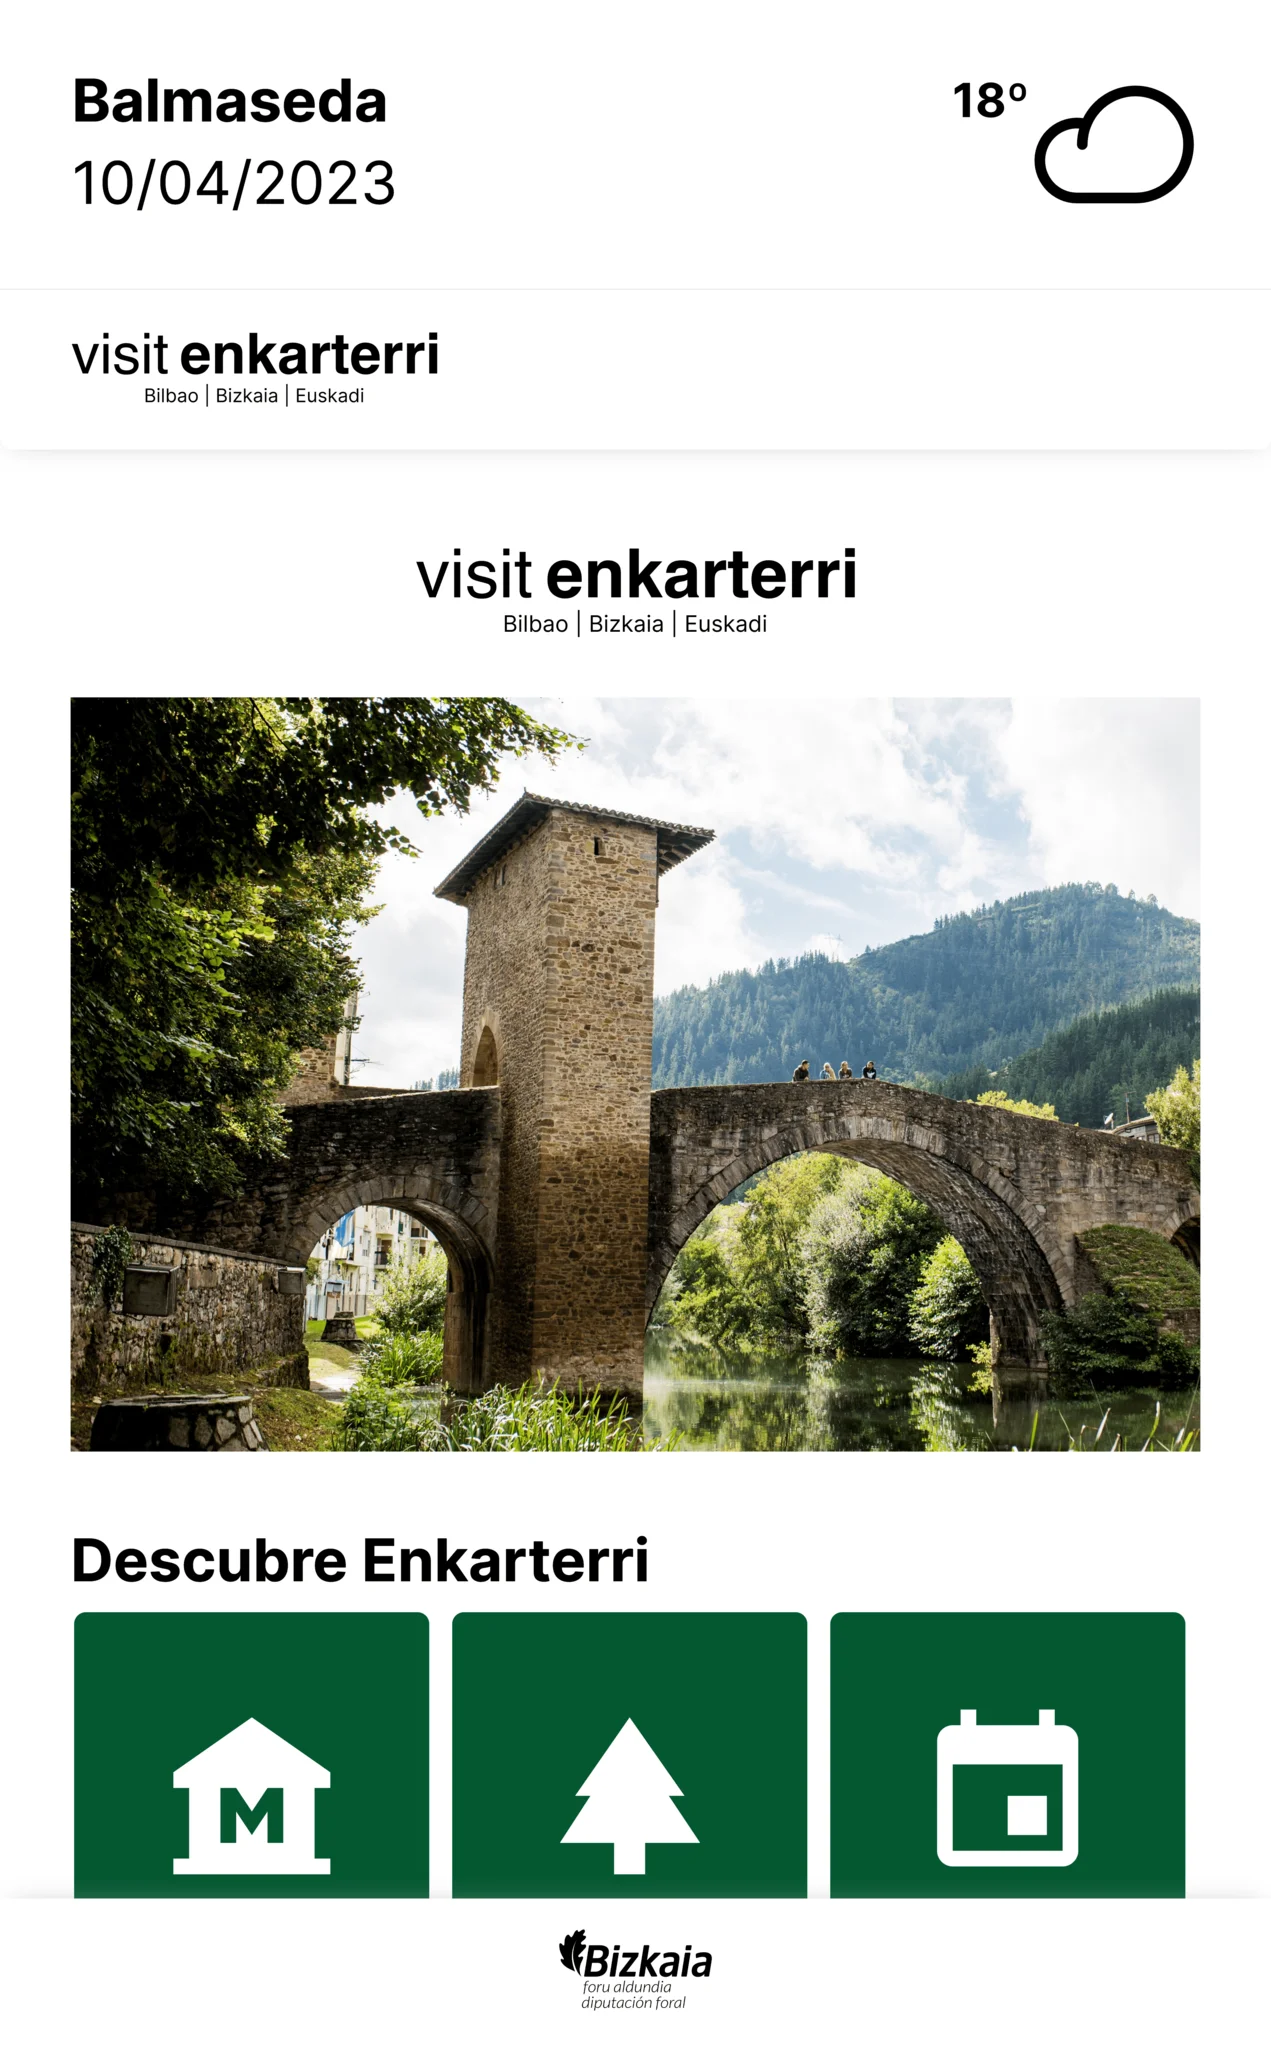 Balmaseda
18º
10/04/2023
visit enkarterri
Bilbao | Bizkaia | Euskadi
visit enkarterri
Bilbao | Bizkaia | Euskadi
Descubre Enkarterri
M
Bizkaia
foru aldundia
diputación foral